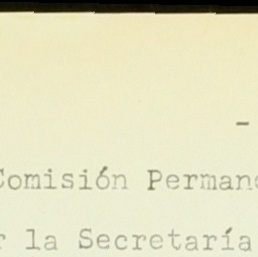 -
Comisión Perman
r la Secretaría